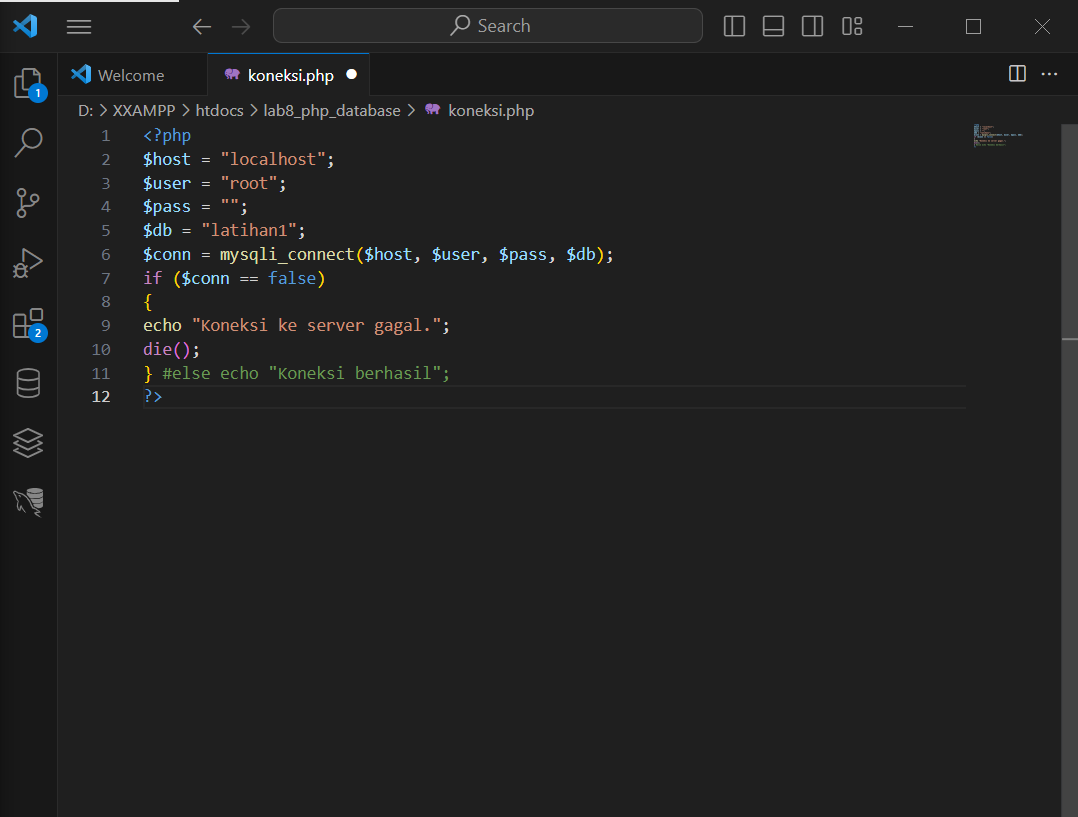 Search
Welcome
koneksi.php
D: > XXAMPP > htdocs > lab8_php_database > koneksi.php
1 <?php
2 $host = "localhost";
3 $user = "root";
4 $pass = "";
5 $db = "latihan1";
6 $conn = mysqli_connect($host, $user, $pass, $db);
7 if ($conn == false)
8 {
9 echo "Koneksi ke server gagal.";
10 die();
11 } #else echo "Koneksi berhasil";
12 ?>
1
2